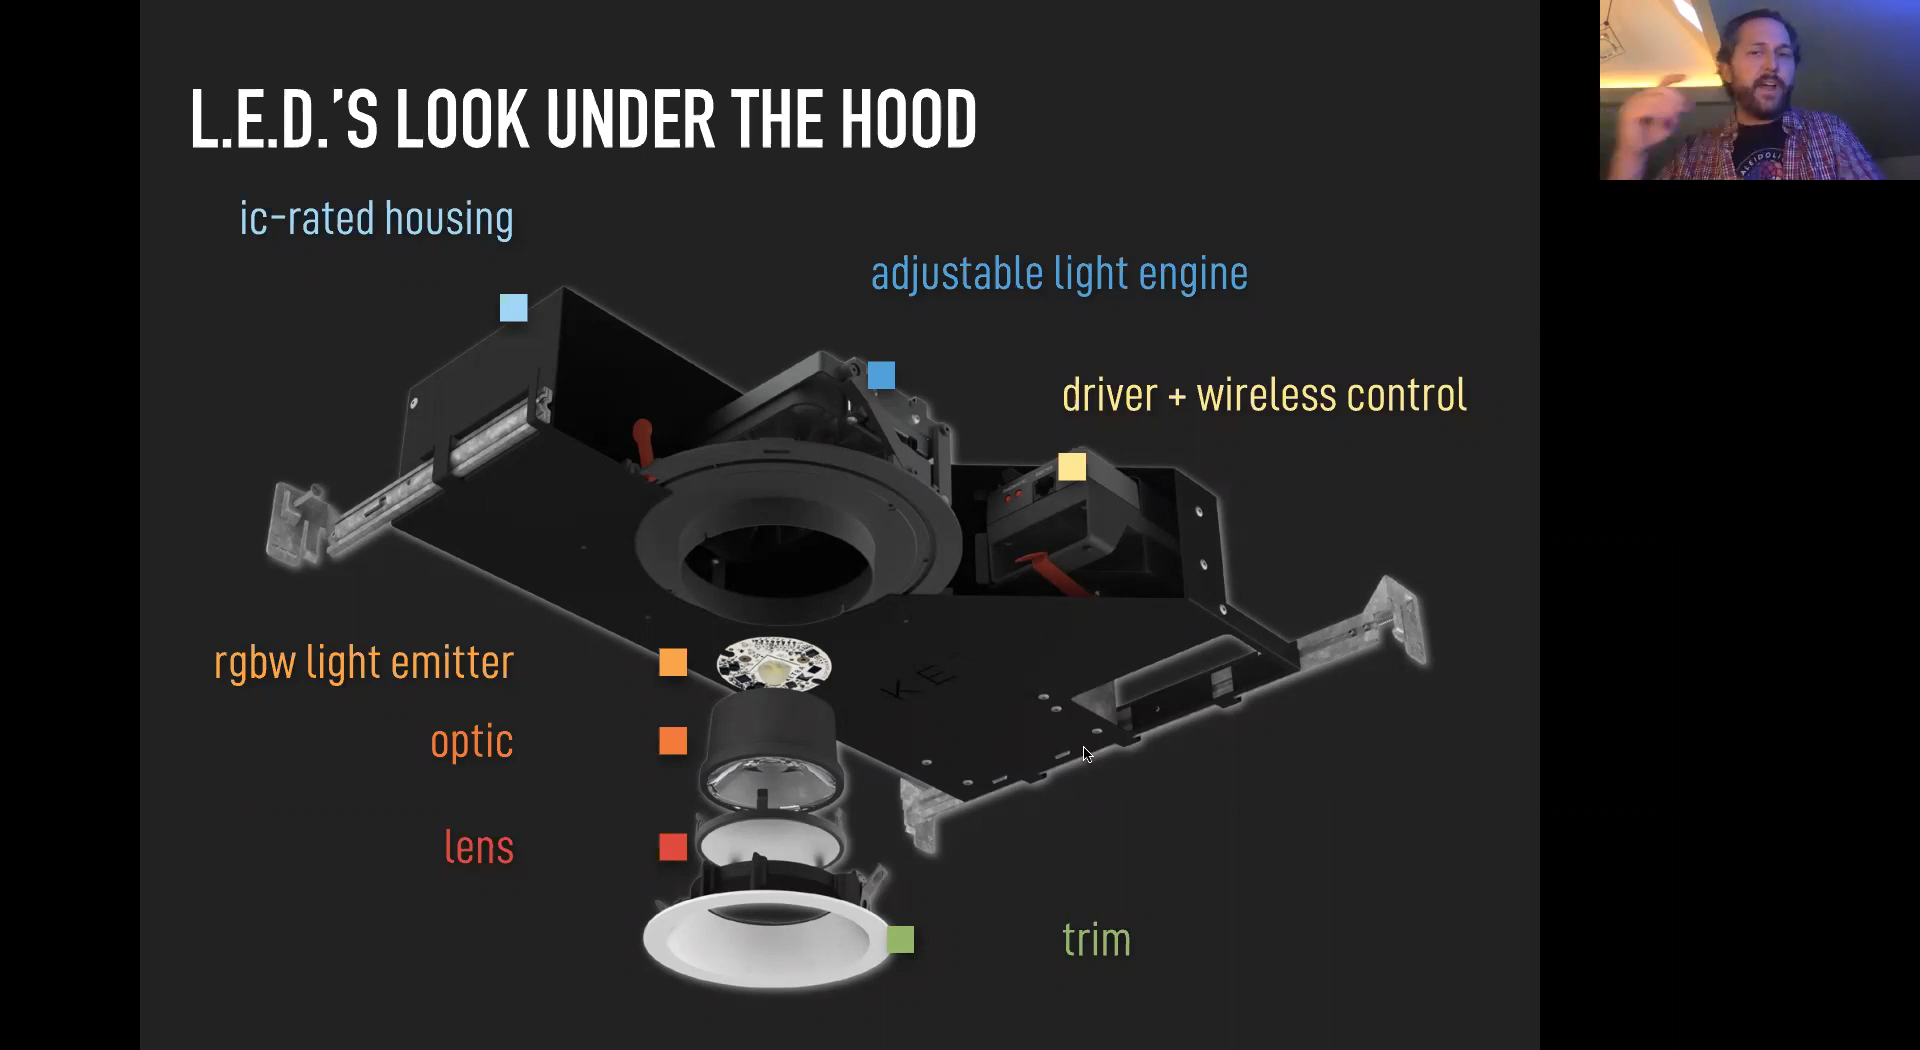 L.E.D.'S LOOK UNDER THE HOOD
ic-rated housing
adjustable light engine
driver + wireless control
rgbw light emitter
optic
lens
trim